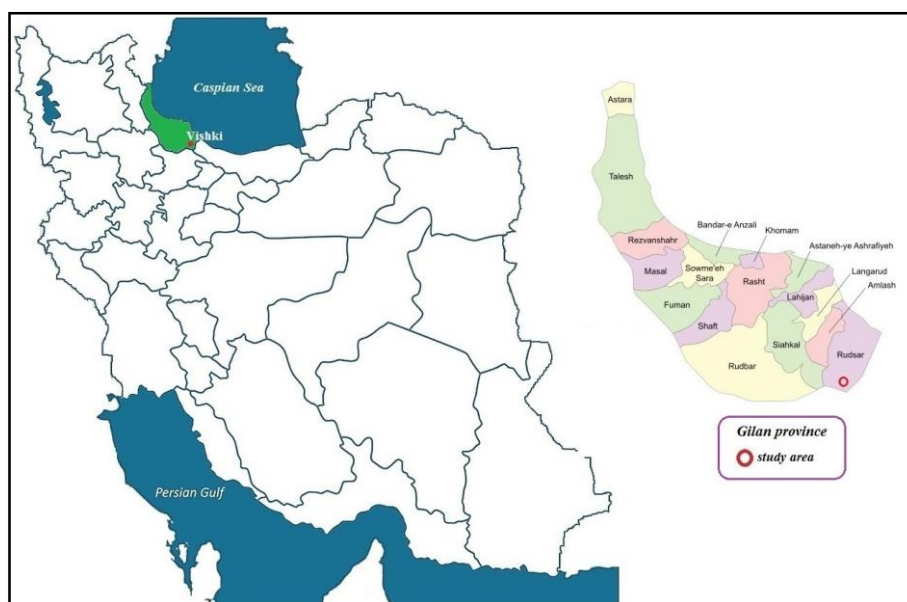 Caspian Sea
Vishki
Persian Gulf
Astara
Talesh
Bandar-e Anzali
Khomam
Rezvanshahr
Astaneh-ye Ashrafiyeh
Masal
Sowme'eh
Sara
Langarud
Rasht
Amlash
Fuman
Lahijan
Shaft
Siahkal
Rudsar
Rudbar
Gilan province
study area